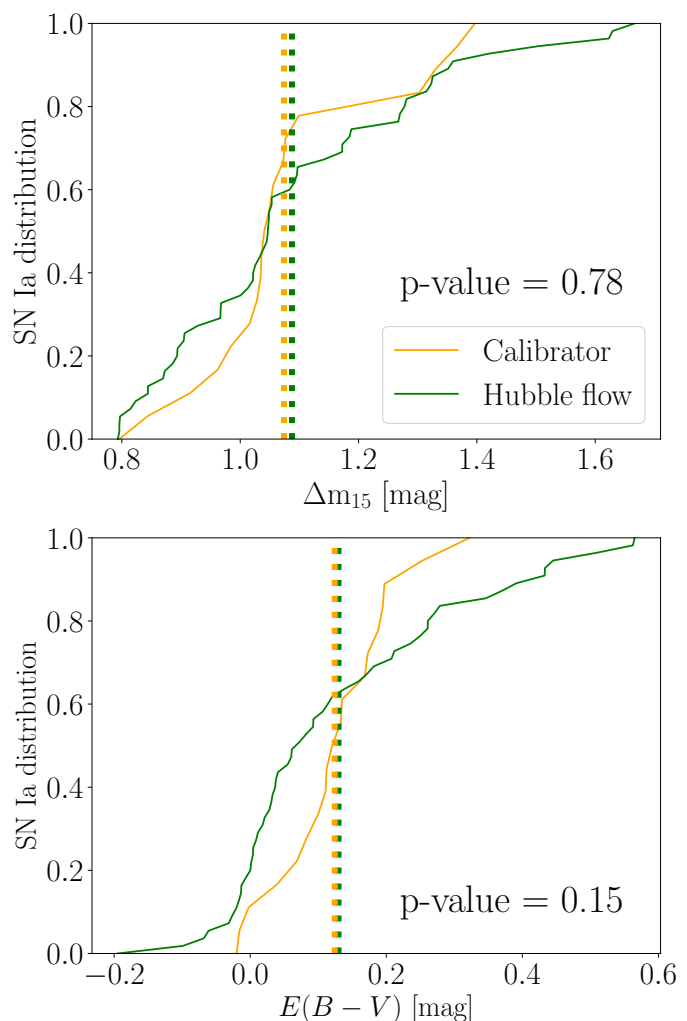 1.0
0.8
0.6
0.4
0.2
0.0
SN Ia distribution
p-value = 0.78
Calibrator
Hubble flow
0.8 1.0 1.2 1.4 1.6
Δm₁₅ [mag]
1.0
0.8
0.6
0.4
0.2
0.0
SN Ia distribution
p-value = 0.15
−0.2 0.0 0.2 0.4 0.6
E(B − V) [mag]